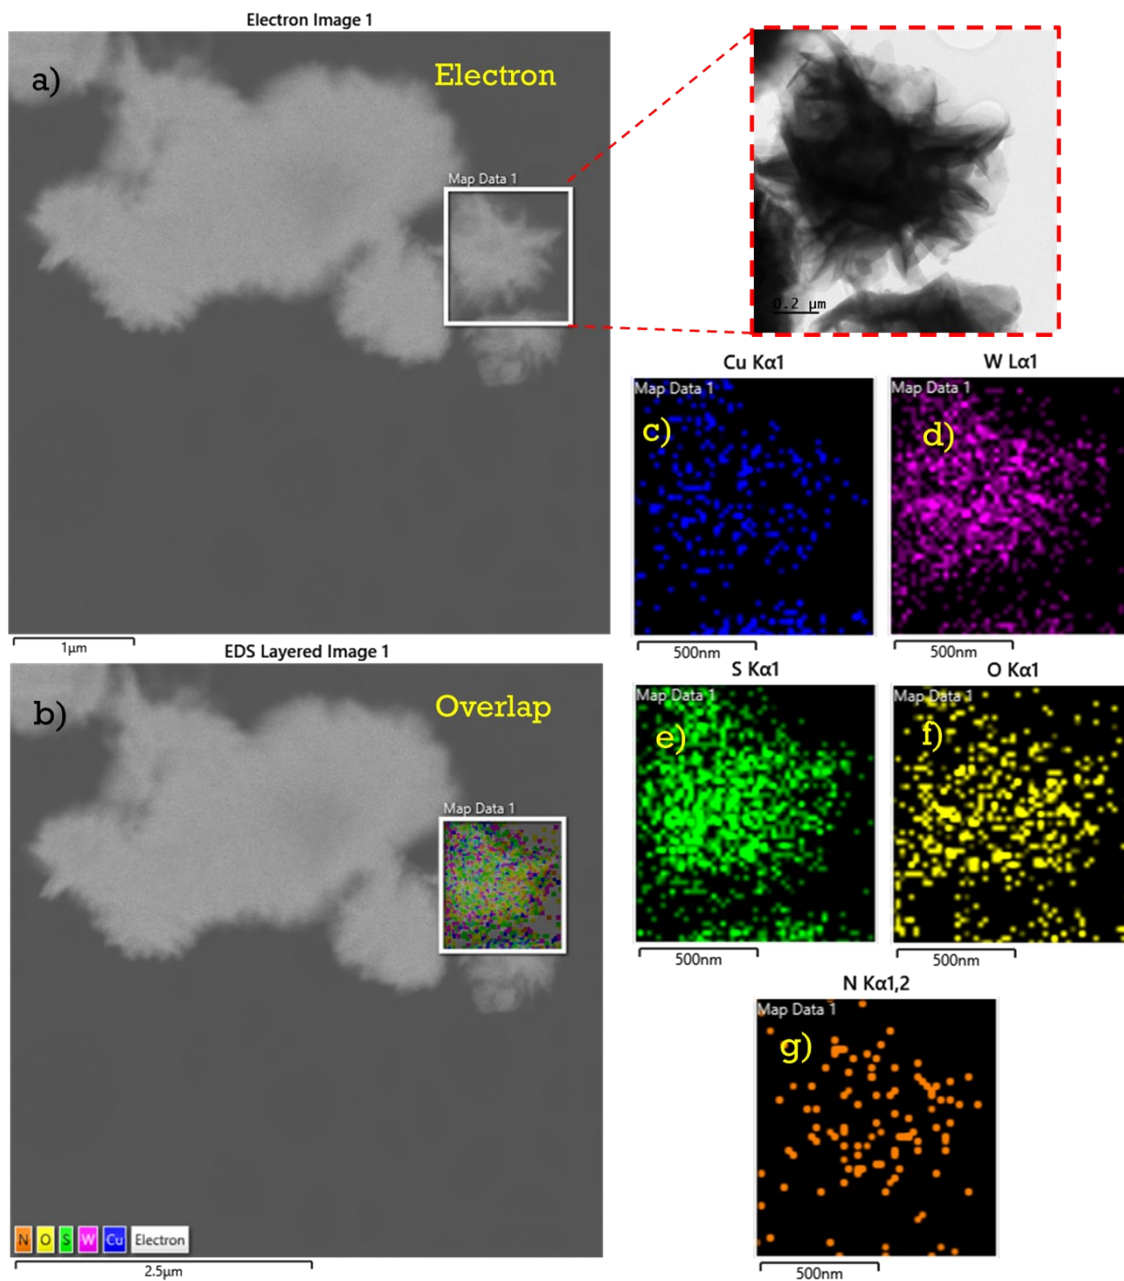 Electron Image 1
a)
Electron
Map Data 1
0.2 μm
1μm
Cu Kα1
Map Data 1
c)
500nm
W Lα1
Map Data 1
d)
500nm
EDS Layered Image 1
b)
Overlap
Map Data 1
N O S W Cu Electron
2.5μm
S Kα1
Map Data 1
e)
500nm
O Kα1
Map Data 1
f)
500nm
N Kα1,2
Map Data 1
g)
500nm